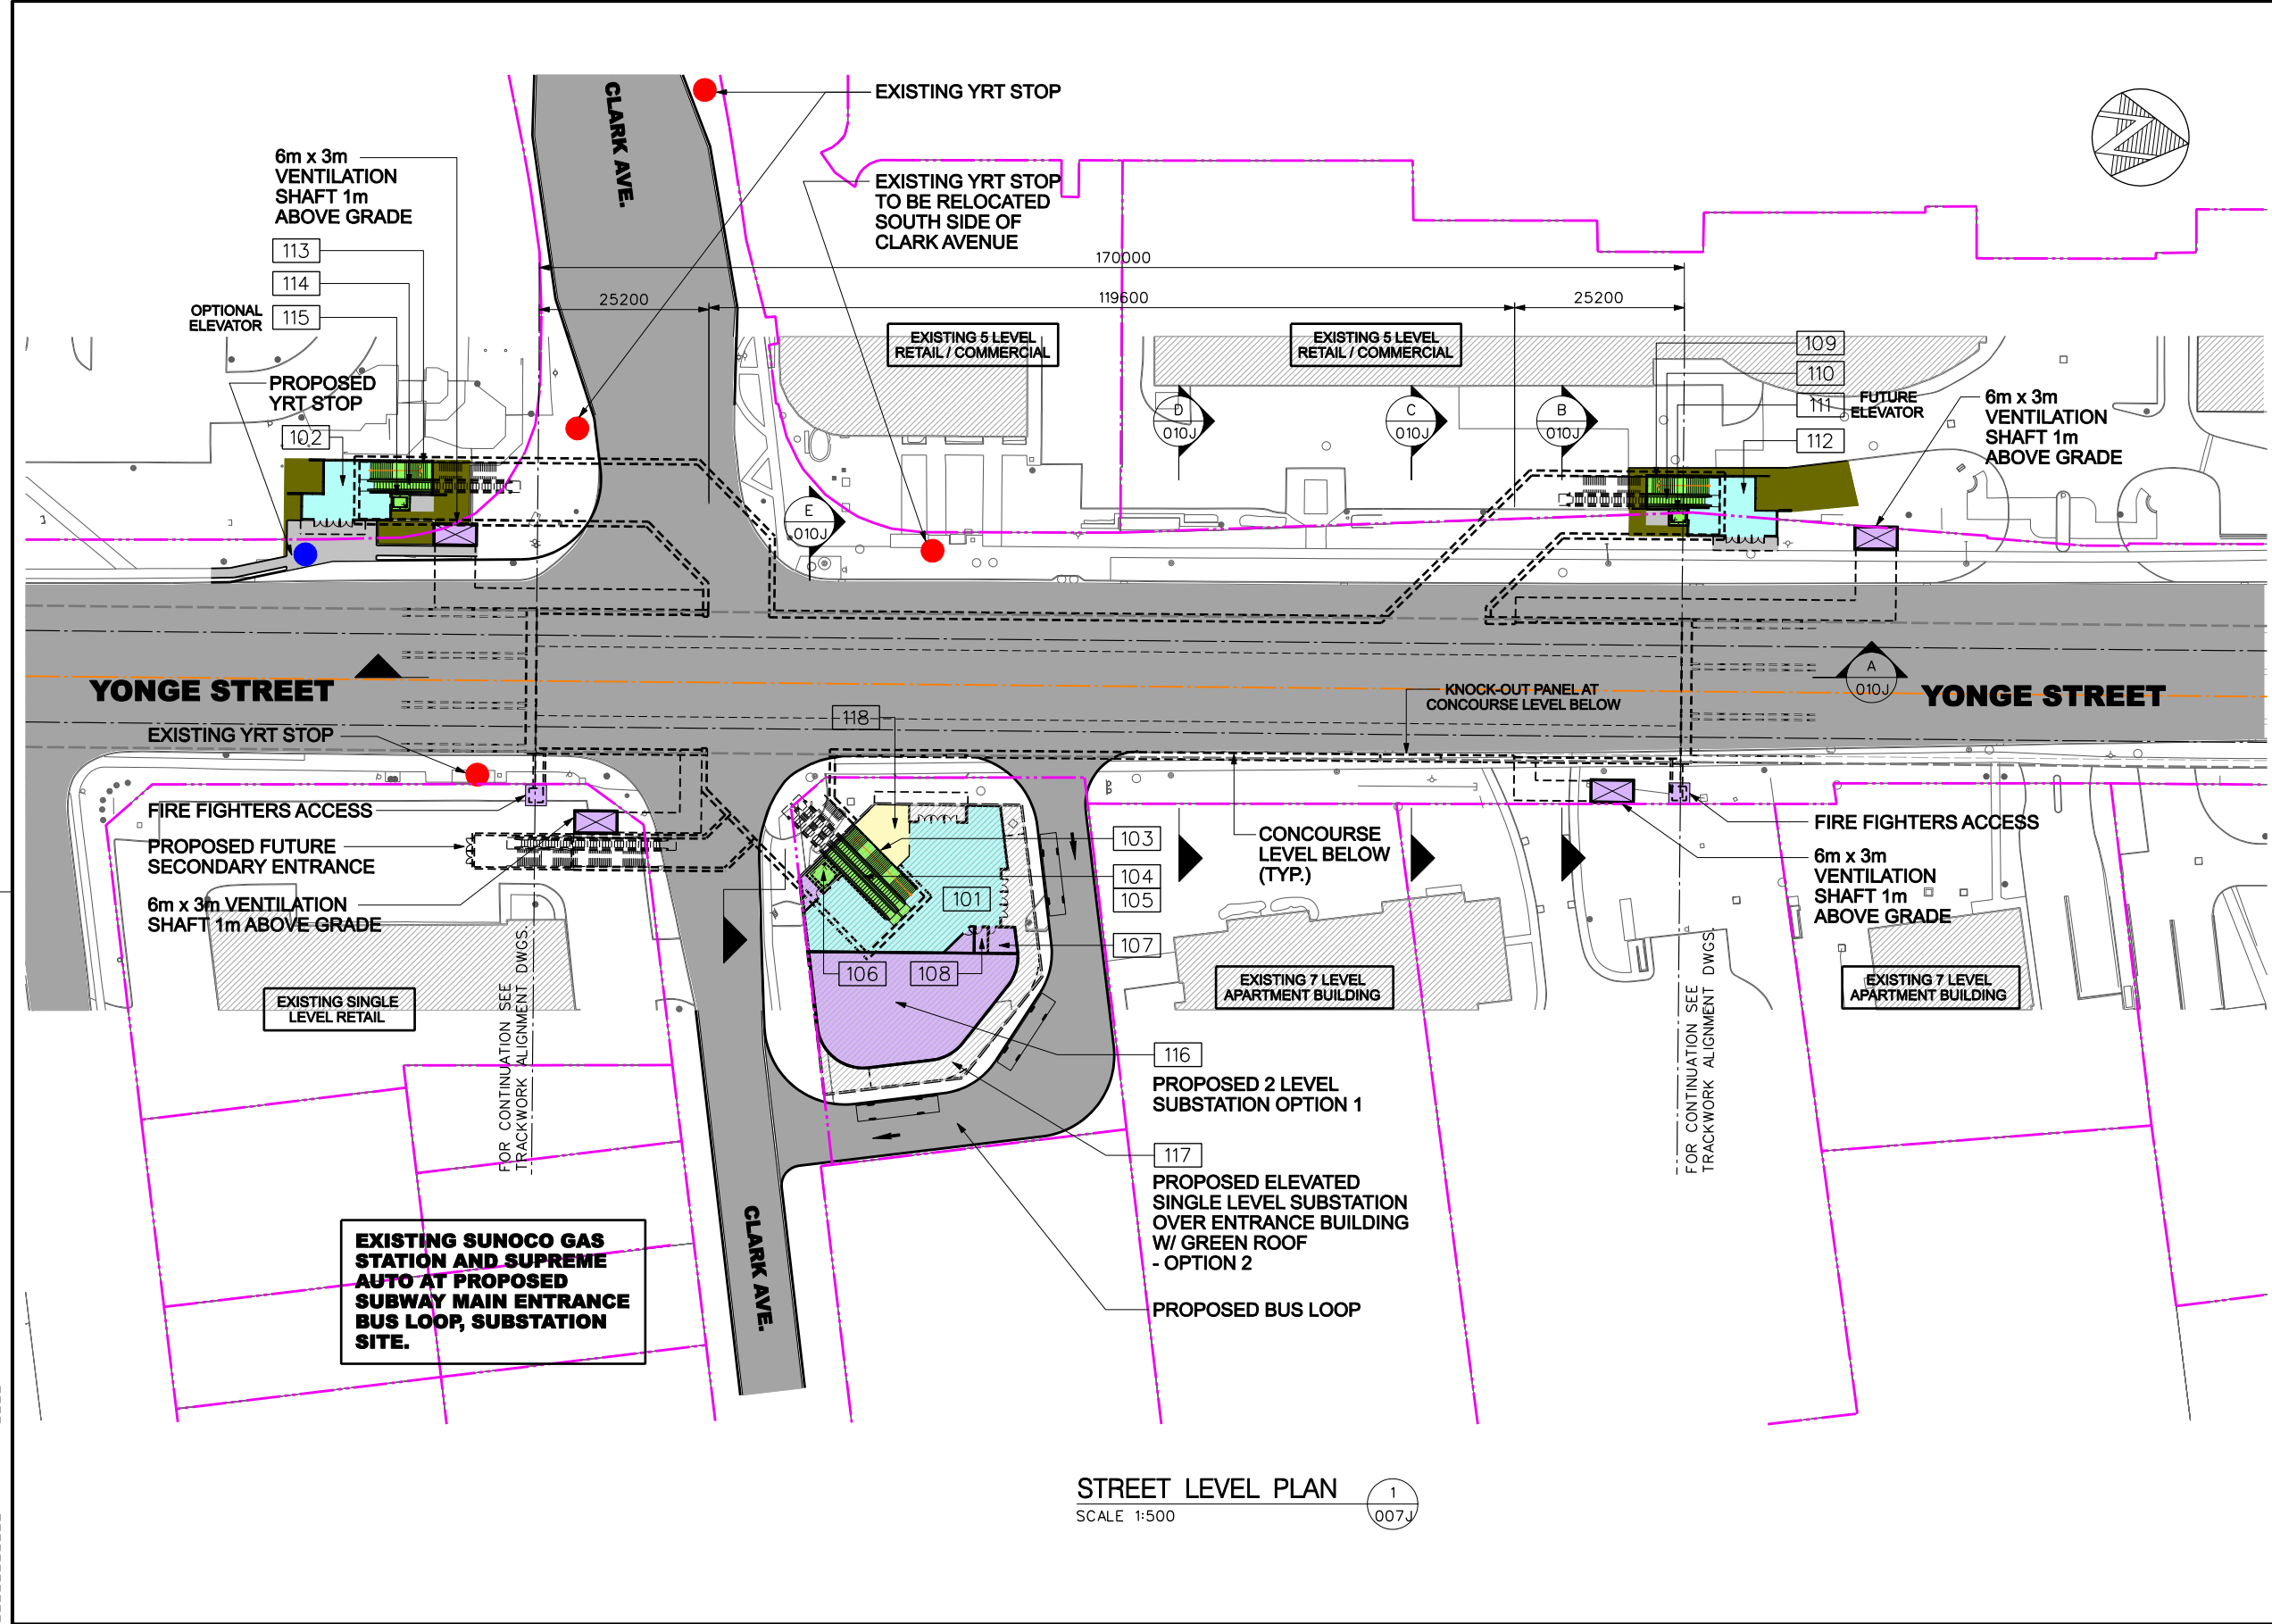 EXISTING YRT STOP
CLARK AVE.
6m x 3m
VENTILATION
SHAFT 1m
ABOVE GRADE
EXISTING YRT STOP
TO BE RELOCATED
SOUTH SIDE OF
CLARK AVENUE
113
114
OPTIONAL
ELEVATOR
115
170000
25200
119600
25200
EXISTING 5 LEVEL
RETAIL / COMMERCIAL
EXISTING 5 LEVEL
RETAIL / COMMERCIAL
109
110
111
FUTURE
ELEVATOR
112
6m x 3m
VENTILATION
SHAFT 1m
ABOVE GRADE
PROPOSED
YRT STOP
102
D
010J
C
010J
B
010J
E
010J
YONGE STREET
KNOCK-OUT PANEL AT
CONCOURSE LEVEL BELOW
A
010J
YONGE STREET
118
EXISTING YRT STOP
FIRE FIGHTERS ACCESS
PROPOSED FUTURE
SECONDARY ENTRANCE
6m x 3m VENTILATION
SHAFT 1m ABOVE GRADE
103
104
105
101
107
106
108
CONCOURSE
LEVEL BELOW
(TYP.)
FIRE FIGHTERS ACCESS
6m x 3m
VENTILATION
SHAFT 1m
ABOVE GRADE
EXISTING SINGLE
LEVEL RETAIL
EXISTING 7 LEVEL
APARTMENT BUILDING
EXISTING 7 LEVEL
APARTMENT BUILDING
FOR CONTINUATION SEE
TRACKWORK ALIGNMENT DWGS.
FOR CONTINUATION SEE
TRACKWORK ALIGNMENT DWGS.
116
PROPOSED 2 LEVEL
SUBSTATION OPTION 1
117
PROPOSED ELEVATED
SINGLE LEVEL SUBSTATION
OVER ENTRANCE BUILDING
W/ GREEN ROOF
- OPTION 2
PROPOSED BUS LOOP
CLARK AVE.
EXISTING SUNOCO GAS
STATION AND SUPREME
AUTO AT PROPOSED
SUBWAY MAIN ENTRANCE
BUS LOOP, SUBSTATION
SITE.
STREET LEVEL PLAN
SCALE 1:500
1
007J